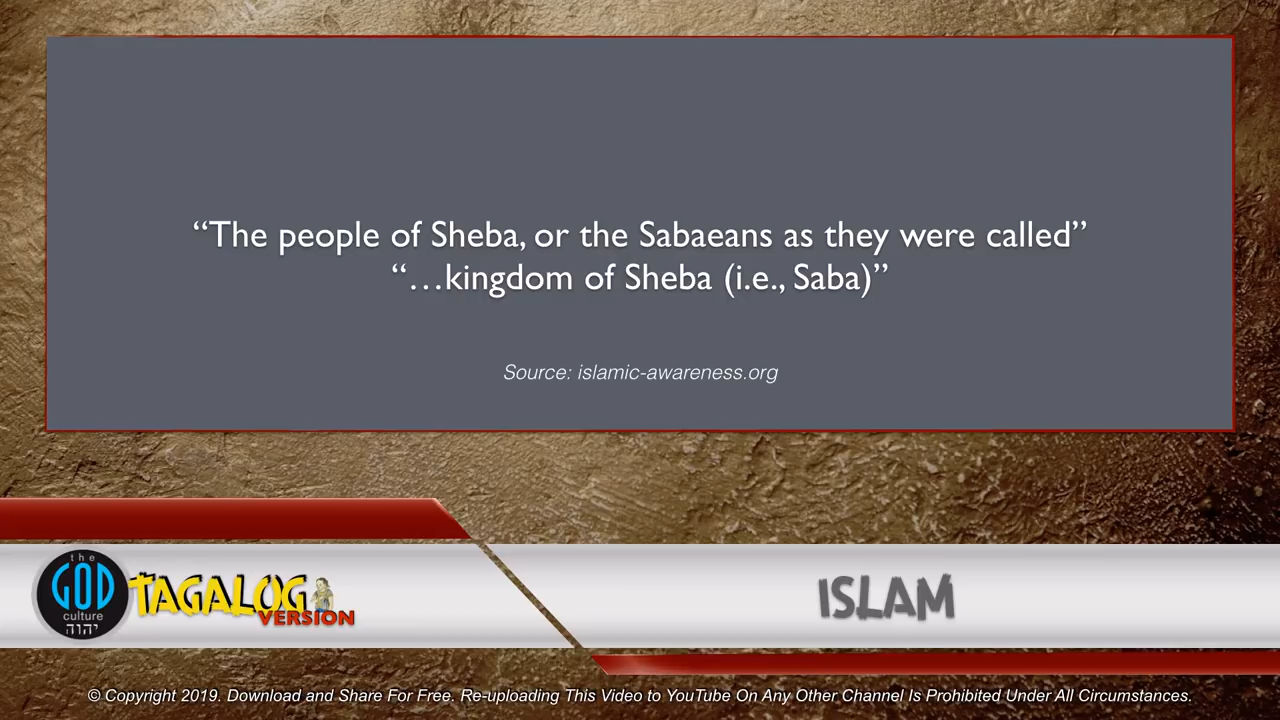 “The people of Sheba, or the Sabaeans as they were called”
“…kingdom of Sheba (i.e., Saba)”
Source: islamic-awareness.org
the
GOD
culture
יהוה
TAGALOG
VERSION
ISLAM
© Copyright 2019. Download and Share For Free. Re-uploading This Video to YouTube On Any Other Channel Is Prohibited Under All Circumstances.